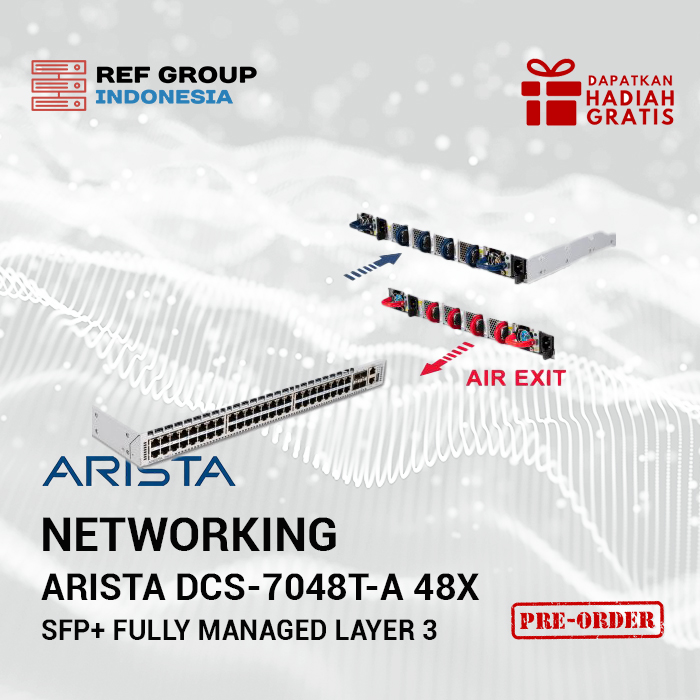 REF GROUP
INDONESIA
DAPATKAN
HADIAH
GRATIS
AIR EXIT
ARISTA
NETWORKING
ARISTA DCS-7048T-A 48X
SFP+ FULLY MANAGED LAYER 3
PRE-ORDER